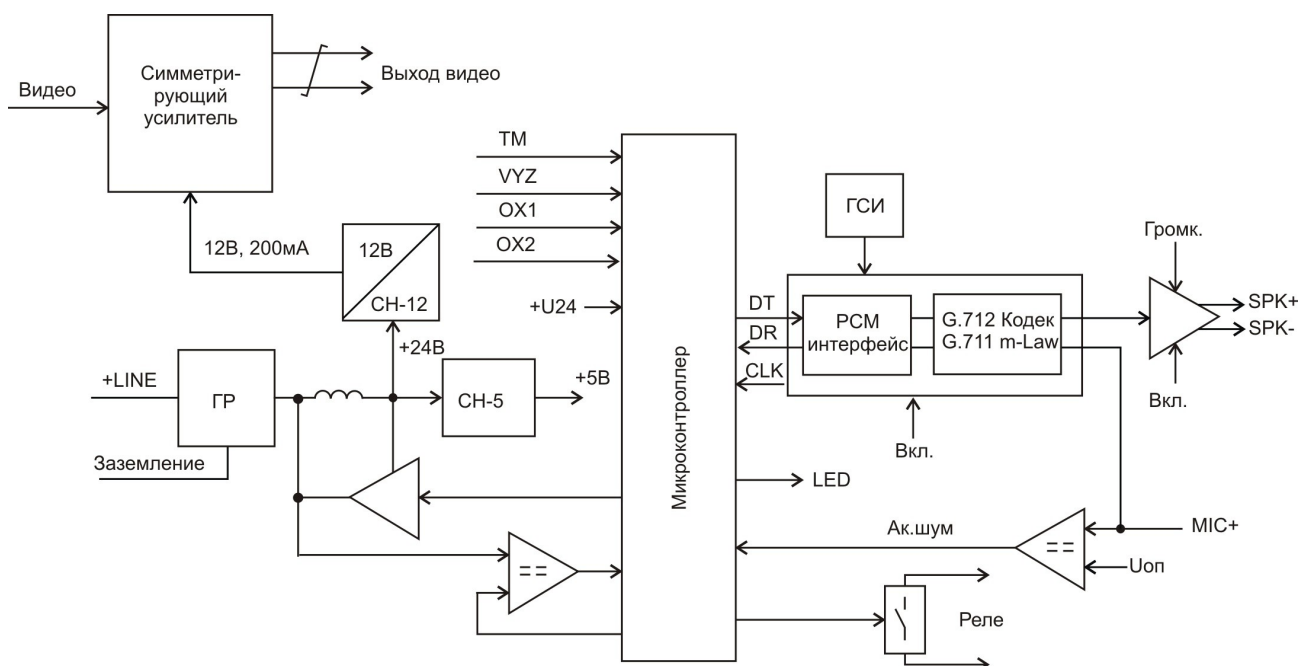 Видео
Симметри-
рующий
усилитель
Выход видео
TM
VYZ
OX1
OX2
+U24
12В, 200мА
12В
СН-12
+24В
+LINE
ГР
Заземление
СН-5
+5В
Микроконтроллер
ГСИ
DT
DR
CLK
PCM
интерфейс
G.712 Кодек
G.711 m-Law
Вкл.
Громк.
SPK+
SPK-
Вкл.
LED
Ак.шум
==
==
MIC+
Uоп
Реле